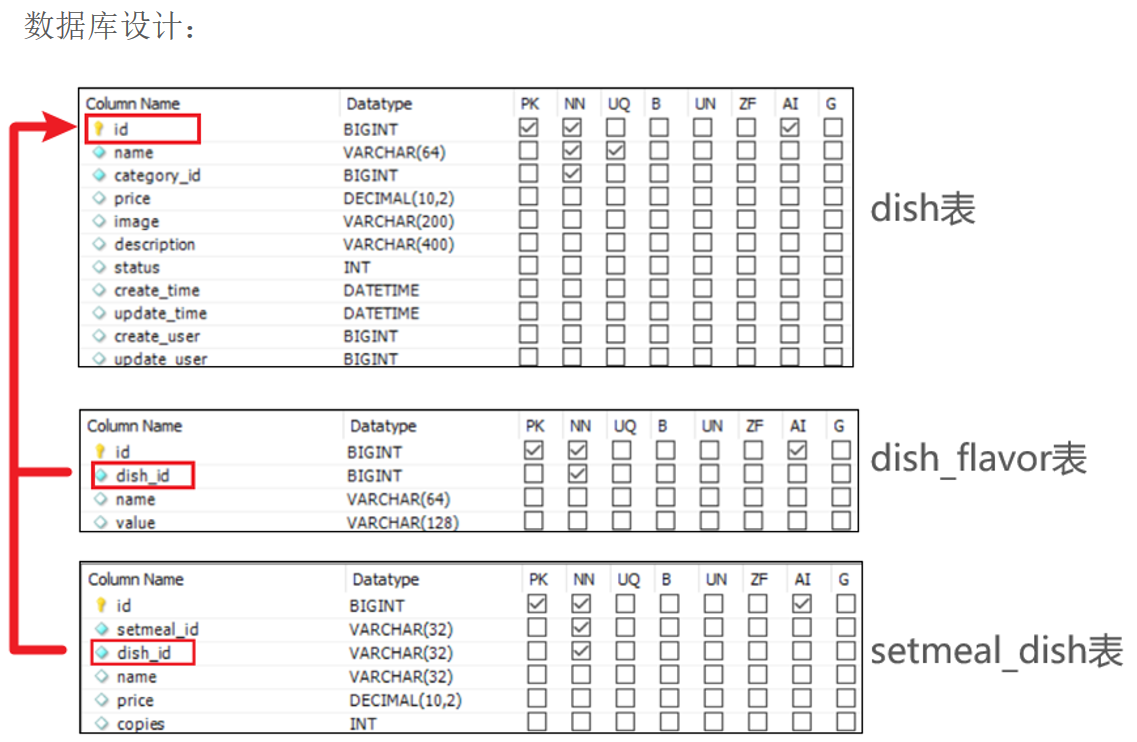 数据库设计：
Column Name Datatype PK NN UQ B UN ZF AI G
id BIGINT
name VARCHAR(64)
category_id BIGINT
price DECIMAL(10,2)
image VARCHAR(200)
description VARCHAR(400)
status INT
create_time DATETIME
update_time DATETIME
create_user BIGINT
update_user BIGINT
dish表
Column Name Datatype PK NN UQ B UN ZF AI G
id BIGINT
dish_id BIGINT
name VARCHAR(64)
value VARCHAR(128)
dish_flavor表
Column Name Datatype PK NN UQ B UN ZF AI G
id BIGINT
setmeal_id VARCHAR(32)
dish_id VARCHAR(32)
name VARCHAR(32)
price DECIMAL(10,2)
copies INT
setmeal_dish表